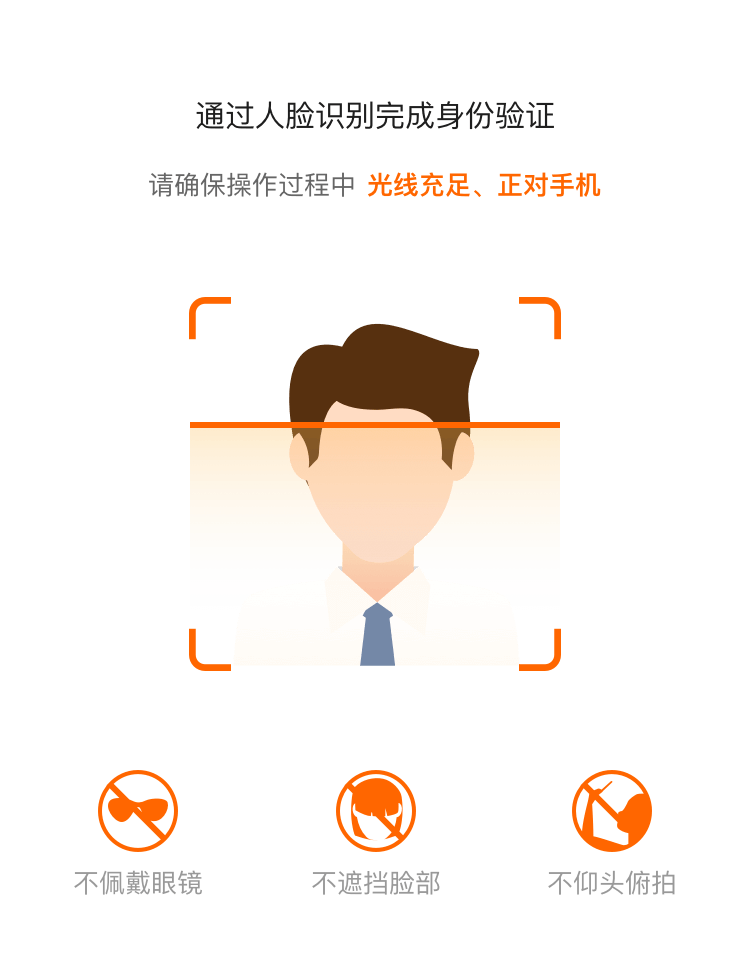 通过人脸识别完成身份验证
请确保操作过程中 光线充足、正对手机
不佩戴眼镜
不遮挡脸部
不仰头俯拍